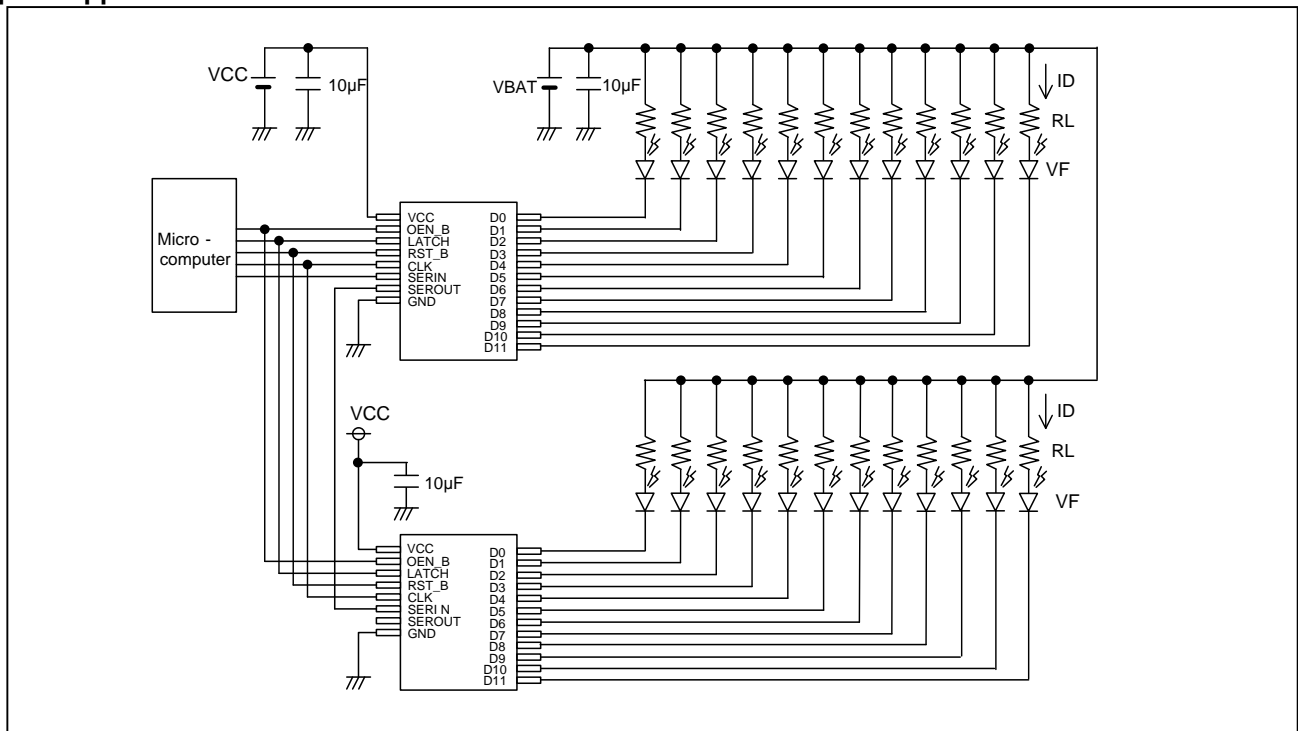 VCC
10µF
VBAT
10µF
ID
RL
VF
Micro -
computer
VCC
OEN_B
LATCH
RST_B
CLK
SERIN
SEROUT
GND
D0
D1
D2
D3
D4
D5
D6
D7
D8
D9
D10
D11
VCC
10µF
ID
RL
VF
VCC
OEN_B
LATCH
RST_B
CLK
SERI N
SEROUT
GND
D0
D1
D2
D3
D4
D5
D6
D7
D8
D9
D10
D11